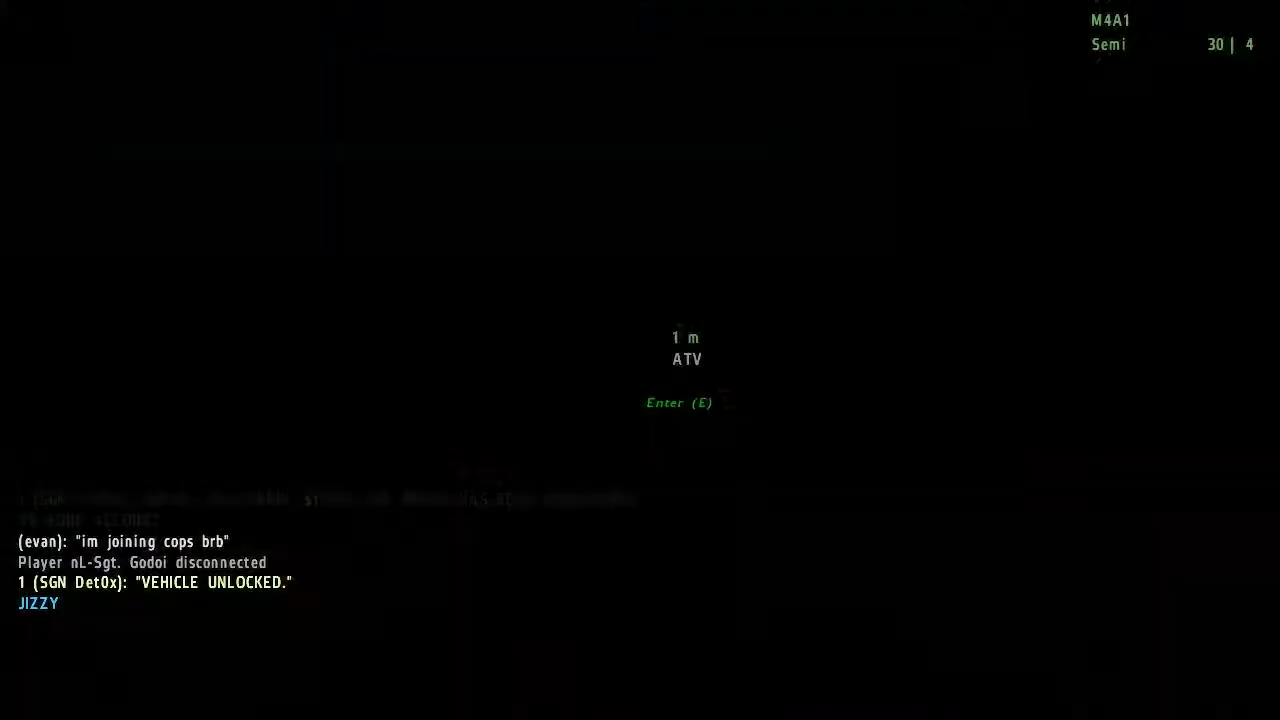 M4A1
Semi 30| 4
1 m
ATV
Enter (E)
(evan): "im joining cops brb"
Player nL-Sgt. Godoi disconnected
1 (SGN Det0x): "VEHICLE UNLOCKED."
JIZZY